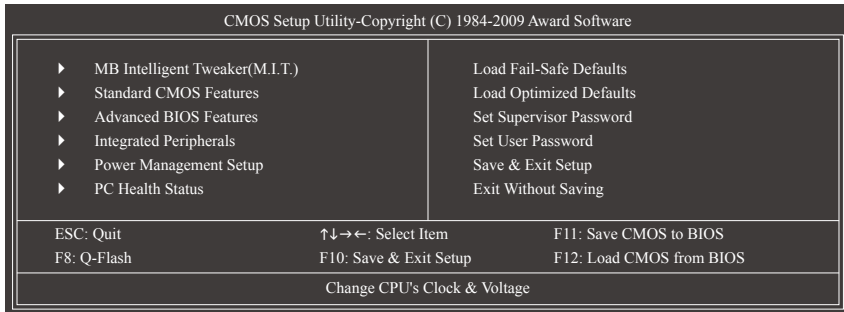 CMOS Setup Utility-Copyright (C) 1984-2009 Award Software
MB Intelligent Tweaker(M.I.T.)
Standard CMOS Features
Advanced BIOS Features
Integrated Peripherals
Power Management Setup
PC Health Status
Load Fail-Safe Defaults
Load Optimized Defaults
Set Supervisor Password
Set User Password
Save & Exit Setup
Exit Without Saving
ESC: Quit ↑↓→←: Select Item F11: Save CMOS to BIOS
F8: Q-Flash F10: Save & Exit Setup F12: Load CMOS from BIOS
Change CPU's Clock & Voltage